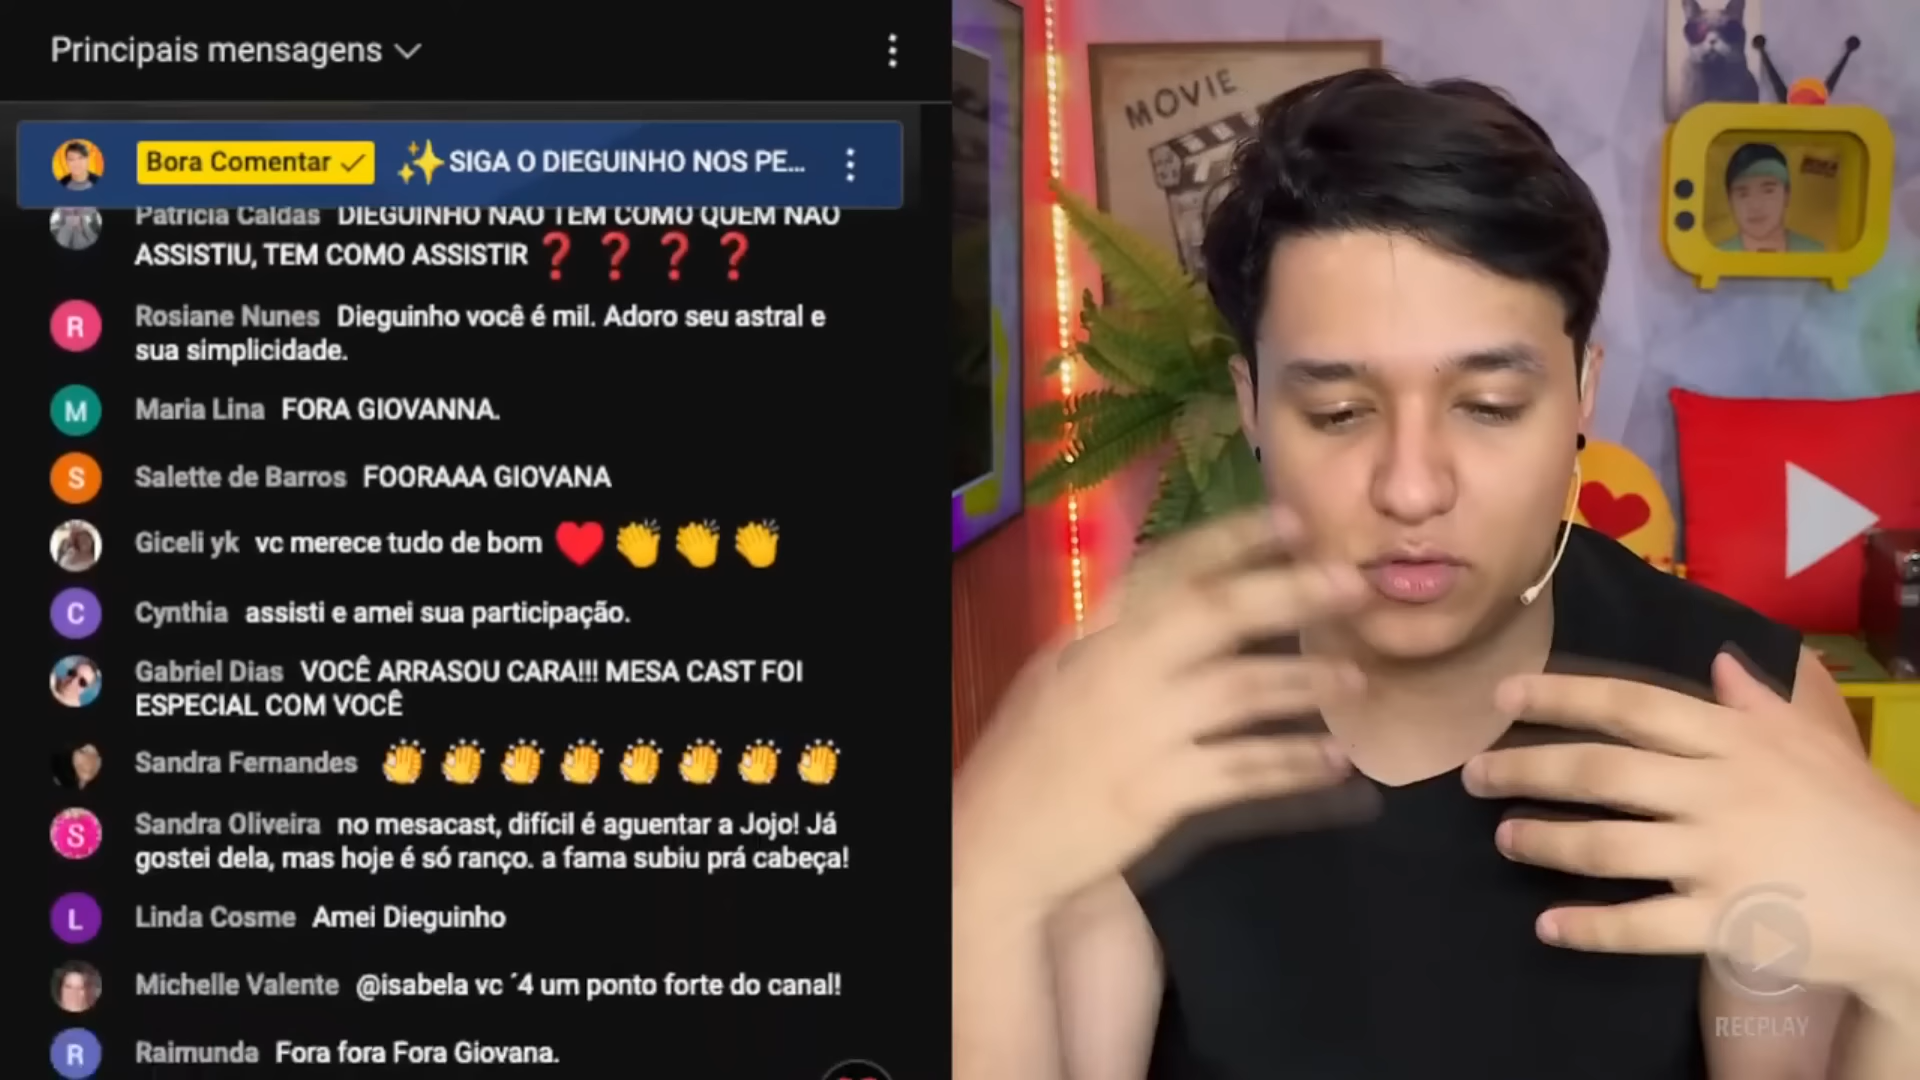 Principais mensagens
Bora Comentar ✨SIGA O DIEGUINHO NOS PE...
Patricia Caldas DIEGUINHO NÃO TEM COMO QUEM NÃO
ASSISTIU, TEM COMO ASSISTIR❓❓❓❓
Rosiane Nunes Dieguinho você é mil. Adoro seu astral e
sua simplicidade.
Maria Lina FORA GIOVANNA.
Salette de Barros FOORAAA GIOVANA
Giceli yk vc merece tudo de bom ❤️👏👏👏
Cynthia assisti e amei sua participação.
Gabriel Dias VOCÊ ARRASOU CARA!!! MESA CAST FOI
ESPECIAL COM VOCÊ
Sandra Fernandes 👏👏👏👏👏👏👏👏
Sandra Oliveira no mesacast, difícil é aguentar a Jojo! Já
gostei dela, mas hoje é só ranço. a fama subiu prá cabeça!
Linda Cosme Amei Dieguinho
Michelle Valente @isabela vc ´4 um ponto forte do canal!
Raimunda Fora fora Fora Giovana.
R
M
S
C
S
L
R
MOVIE
RECPLAY